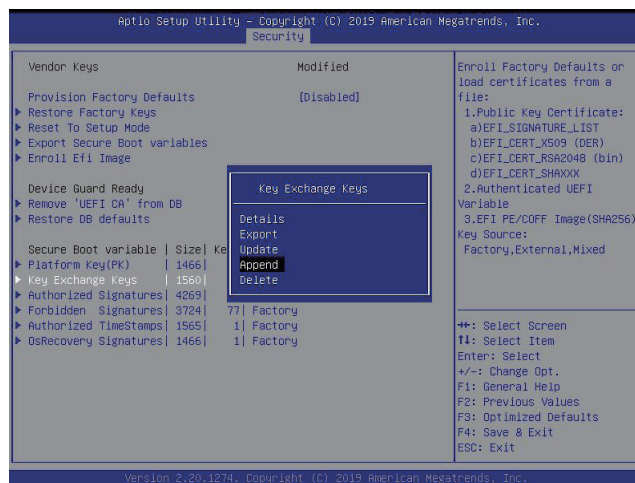 Aptio Setup Utility – Copyright (C) 2019 American Megatrends, Inc.
Security
Vendor Keys Modified
Provision Factory Defaults [Disabled]
Restore Factory Keys
Reset To Setup Mode
Export Secure Boot variables
Enroll Efi Image
Device Guard Ready
Remove 'UEFI CA' from DB
Restore DB defaults
Secure Boot variable | Size| Ke
Platform Key(PK) | 1466|
Key Exchange Keys | 1560|
Authorized Signatures| 4269|
Forbidden Signatures| 3724| 77| Factory
Authorized TimeStamps| 1565| 1| Factory
OsRecovery Signatures| 1466| 1| Factory
Key Exchange Keys
Details
Export
Update
Append
Delete
Enroll Factory Defaults or
load certificates from a
file:
1.Public Key Certificate:
a)EFI_SIGNATURE_LIST
b)EFI_CERT_X509 (DER)
c)EFI_CERT_RSA2048 (bin)
d)EFI_CERT_SHAXXX
2.Authenticated UEFI
Variable
3.EFI PE/COFF Image(SHA256)
Key Source:
Factory,External,Mixed
→←: Select Screen
↑↓: Select Item
Enter: Select
+/-: Change Opt.
F1: General Help
F2: Previous Values
F3: Optimized Defaults
F4: Save & Exit
ESC: Exit
Version 2.20.1274. Copyright (C) 2019 American Megatrends, Inc.